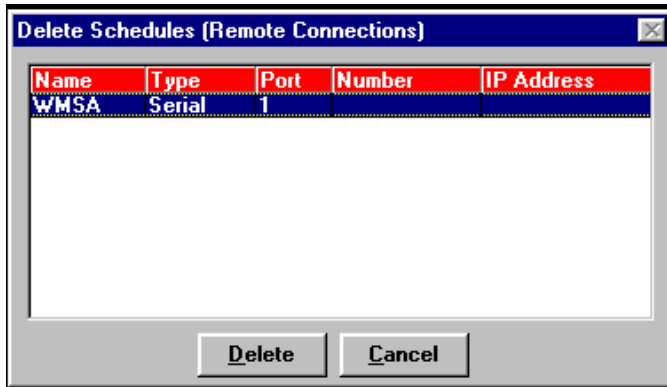 Delete Schedules (Remote Connections)
Name Type Port Number IP Address
WMSA Serial 1
Delete Cancel